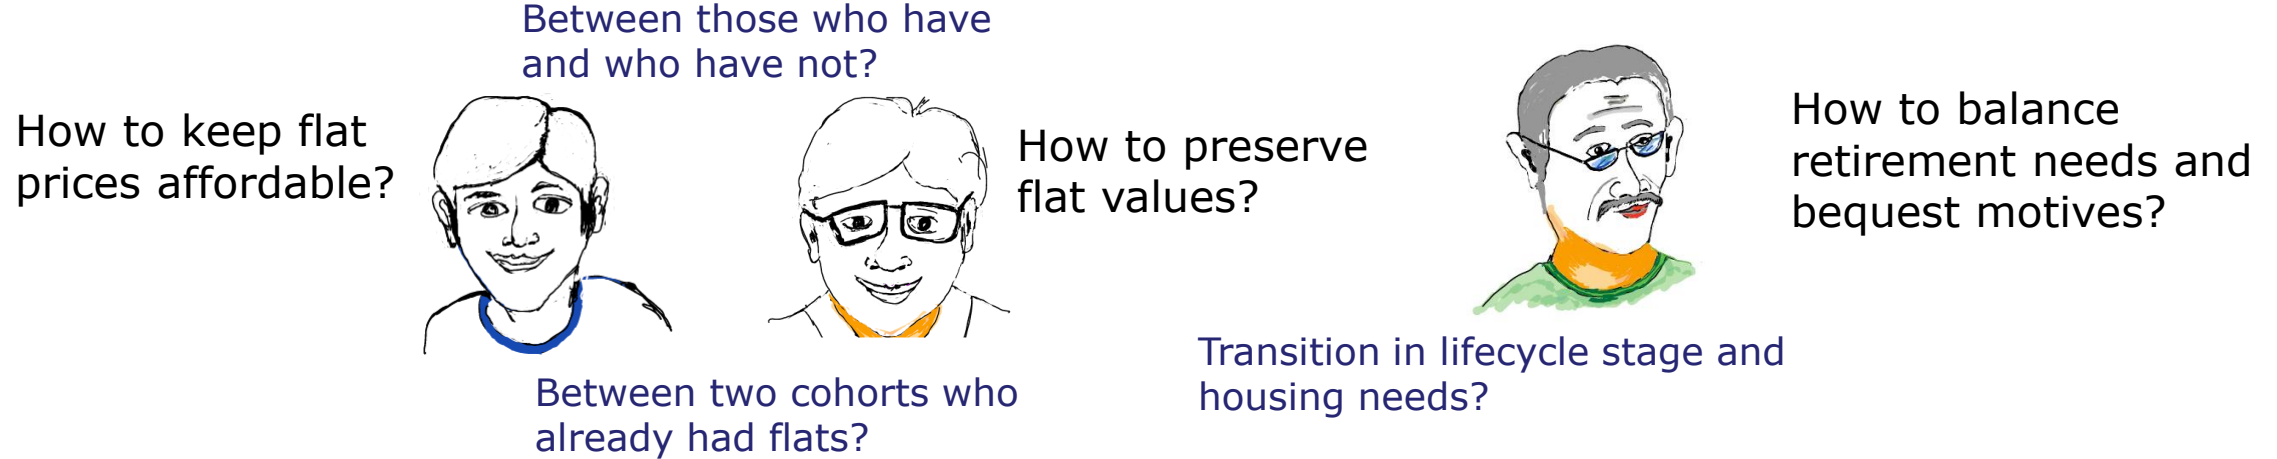 Between those who have
and who have not?
How to keep flat
prices affordable?
How to preserve
flat values?
How to balance
retirement needs and
bequest motives?
Between two cohorts who
already had flats?
Transition in lifecycle stage and
housing needs?